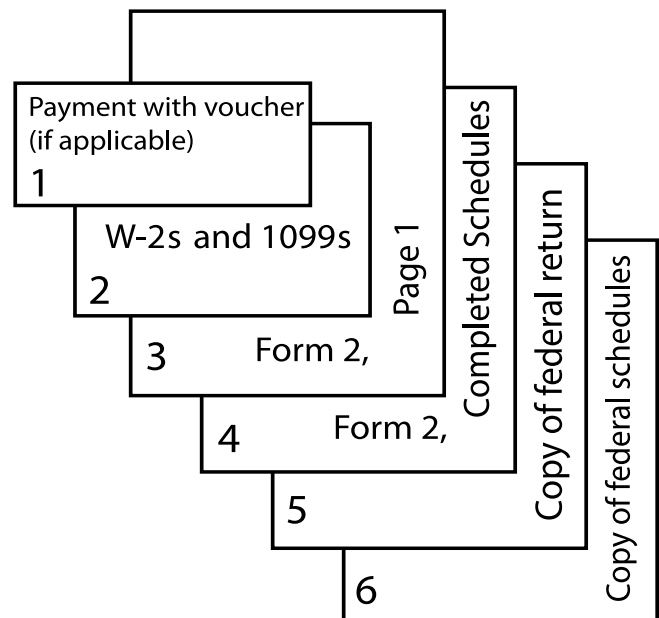 Payment with voucher
(if applicable)
1
W-2s and 1099s
2
Page 1
Form 2,
3
Completed Schedules
Form 2,
4
Copy of federal return
5
Copy of federal schedules
6